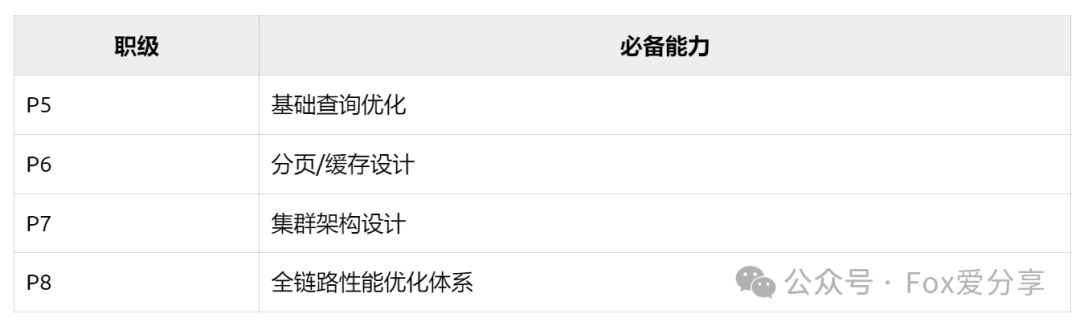 职级 必备能力
P5 基础查询优化
P6 分页/缓存设计
P7 集群架构设计
P8 全链路性能优化体系
公众号 · Fox爱分享